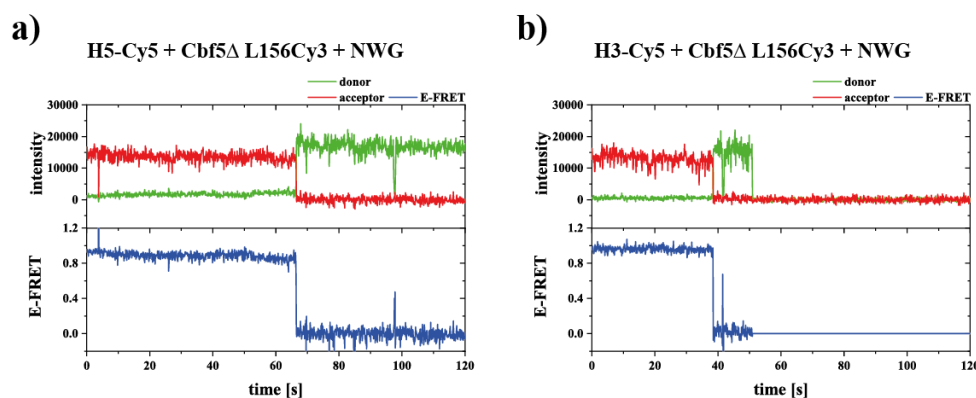 a)
H5-Cy5 + Cbf5Δ L156Cy3 + NWG
donor
acceptor E-FRET
30000
20000
10000
0
intensity
1.2
0.8
0.4
0.0
E-FRET
0 20 40 60 80 100 120
time [s]
b)
H3-Cy5 + Cbf5Δ L156Cy3 + NWG
donor
acceptor E-FRET
30000
20000
10000
0
intensity
1.2
0.8
0.4
0.0
E-FRET
0 20 40 60 80 100 120
time [s]